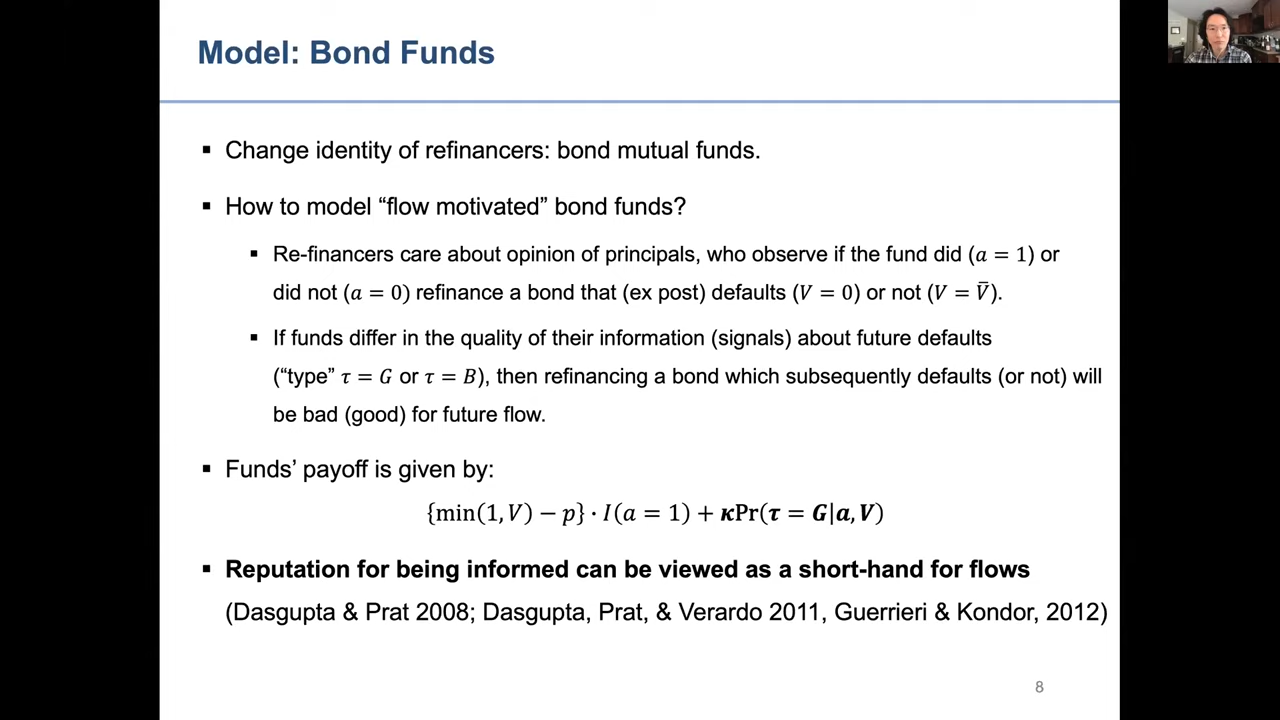 Model: Bond Funds
▪ Change identity of refinancers: bond mutual funds.
▪ How to model “flow motivated” bond funds?
▪ Re-financers care about opinion of principals, who observe if the fund did (𝑎 = 1) or
did not (𝑎 = 0) refinance a bond that (ex post) defaults (𝑉 = 0) or not (𝑉 = V̄).
▪ If funds differ in the quality of their information (signals) about future defaults
(“type” 𝜏 = 𝐺 or 𝜏 = 𝐵), then refinancing a bond which subsequently defaults (or not) will
be bad (good) for future flow.
▪ Funds’ payoff is given by:
{min(1, 𝑉) − 𝑝} ∙ 𝐼(𝑎 = 1) + 𝜿Pr(𝝉 = 𝑮|𝒂, 𝑽)
▪ Reputation for being informed can be viewed as a short-hand for flows
(Dasgupta & Prat 2008; Dasgupta, Prat, & Verardo 2011, Guerrieri & Kondor, 2012)
8